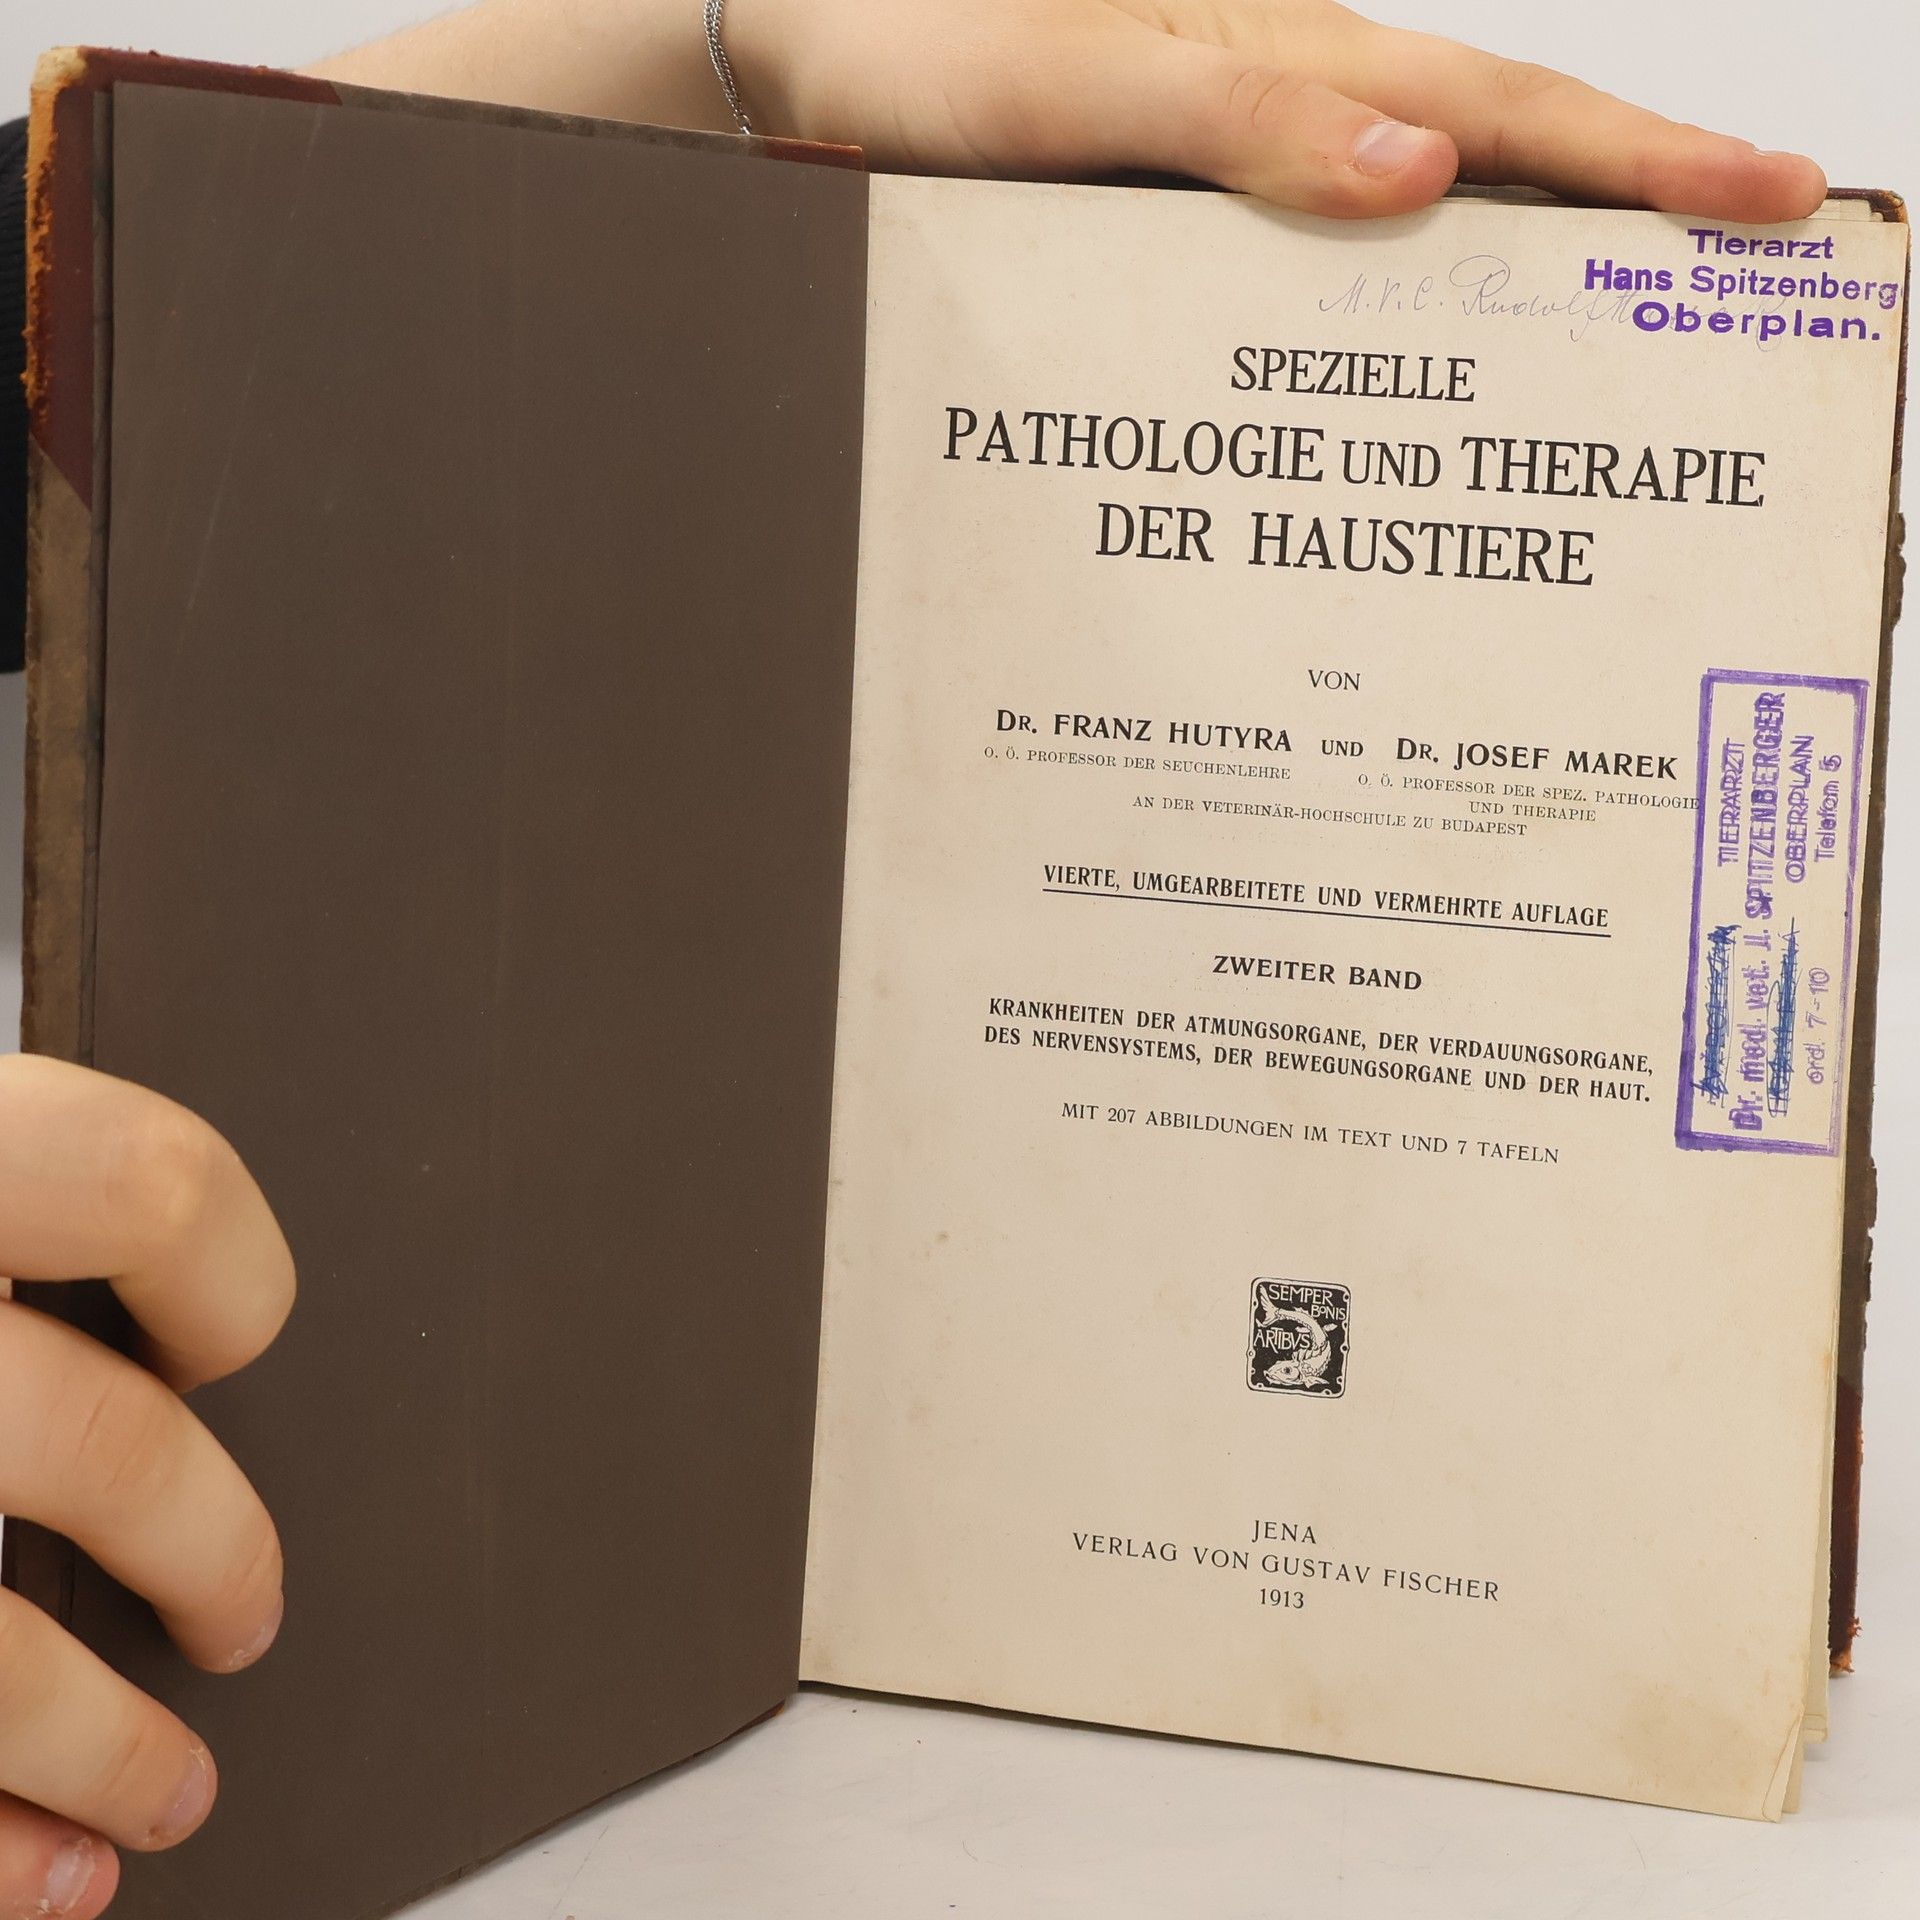 Tierarzt
Hans Spitzenberg
Oberplan.
M. V. C. Rudolf
SPEZIELLE
PATHOLOGIE UND THERAPIE
DER HAUSTIERE
VON
DR. FRANZ HUTYRA UND DR. JOSEF MAREK
O. Ö. PROFESSOR DER SEUCHENLEHRE
O. Ö. PROFESSOR DER SPEZ. PATHOLOGIE
UND THERAPIE
AN DER VETERINÄR-HOCHSCHULE ZU BUDAPEST
VIERTE, UMGEARBEITETE UND VERMEHRTE AUFLAGE
ZWEITER BAND
KRANKHEITEN DER ATMUNGSORGANE, DER VERDAUUNGSORGANE,
DES NERVENSYSTEMS, DER BEWEGUNGSORGANE UND DER HAUT.
MIT 207 ABBILDUNGEN IM TEXT UND 7 TAFELN
TIERARZT
Dr. med. vet. J. SPITZENBERGER
OBERPLAN
ord. 7-10 Telefon 5
SEMPER
BONIS
ARTIBVS
JENA
VERLAG VON GUSTAV FISCHER
1913